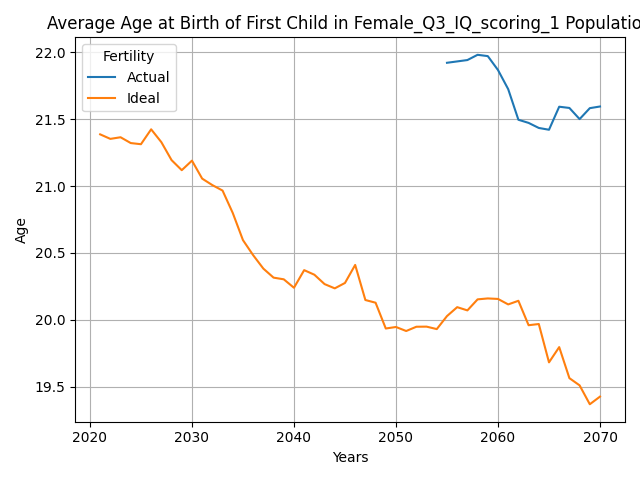 Average Age at Birth of First Child in Female_Q3_IQ_scoring_1 Populatio
Fertility
Actual
Ideal
22.0
21.5
21.0
20.5
20.0
19.5
Age
2020 2030 2040 2050 2060 2070
Years